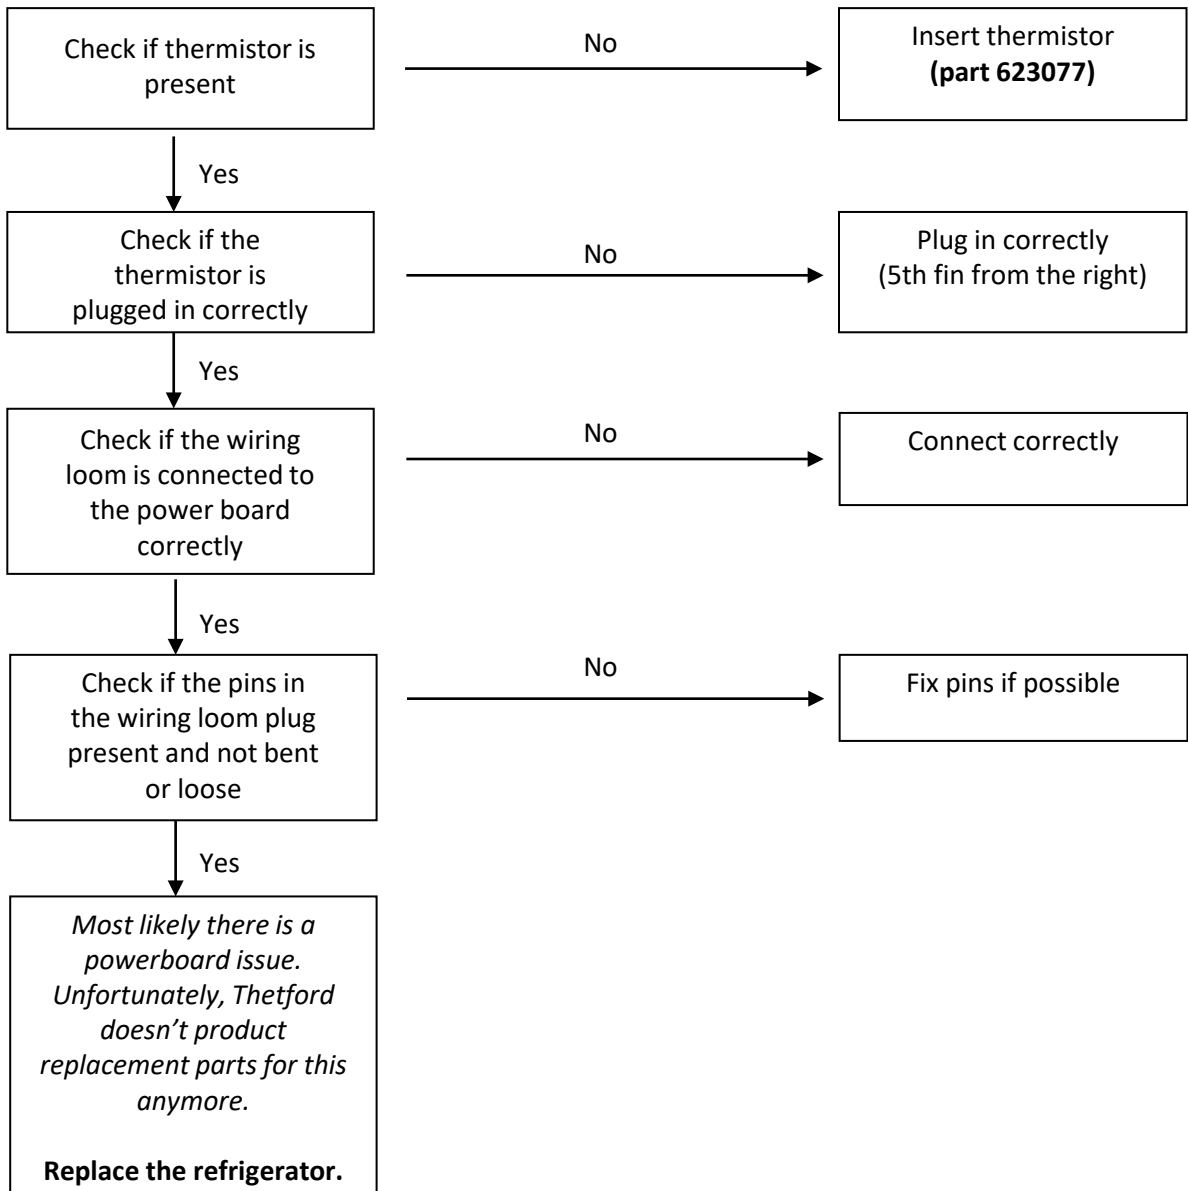 Check if thermistor is
present
No
Insert thermistor
(part 623077)
Yes
Check if the
thermistor is
plugged in correctly
No
Plug in correctly
(5th fin from the right)
Yes
Check if the wiring
loom is connected to
the power board
correctly
No
Connect correctly
Yes
Check if the pins in
the wiring loom plug
present and not bent
or loose
No
Fix pins if possible
Yes
Most likely there is a
powerboard issue.
Unfortunately, Thetford
doesn’t product
replacement parts for this
anymore.
Replace the refrigerator.